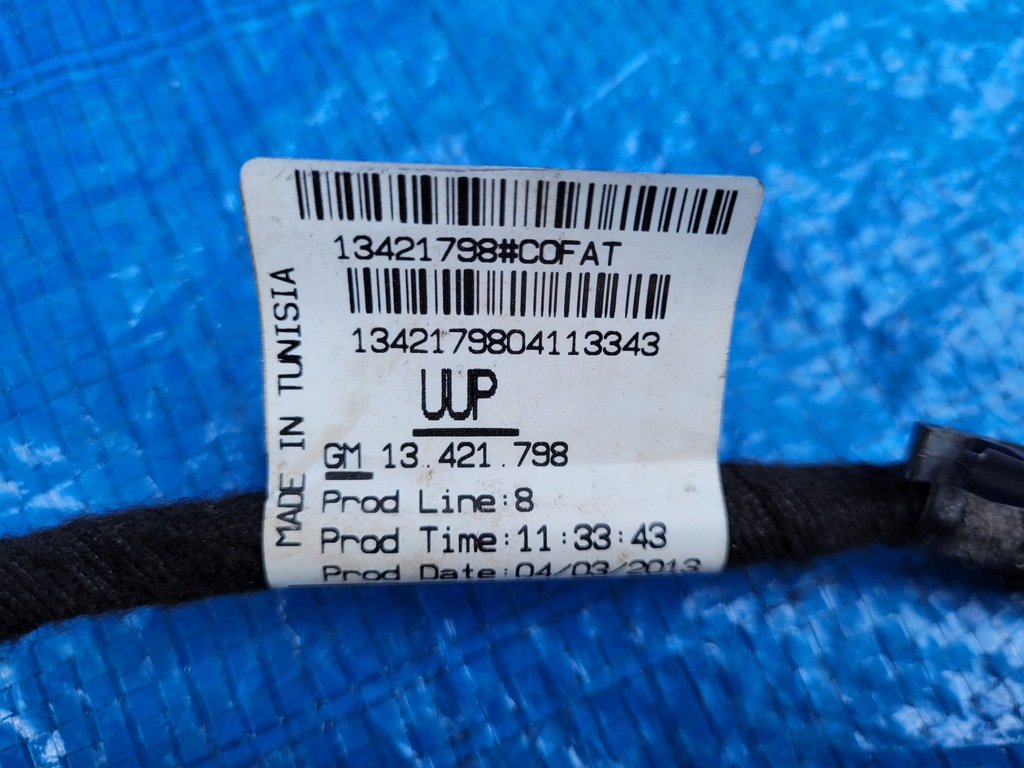 13421798#COFAT
1342179804113343
UUP
GM 13.421.798
Prod Line:8
Prod Time:11:33:43
Prod Date:04/03/2013
MADE IN TUNISIA